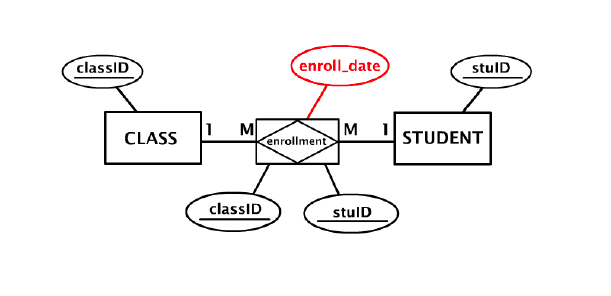 enroll_date
classID
stuID
CLASS
1
M
enrollment
M
1
STUDENT
classID
stuID